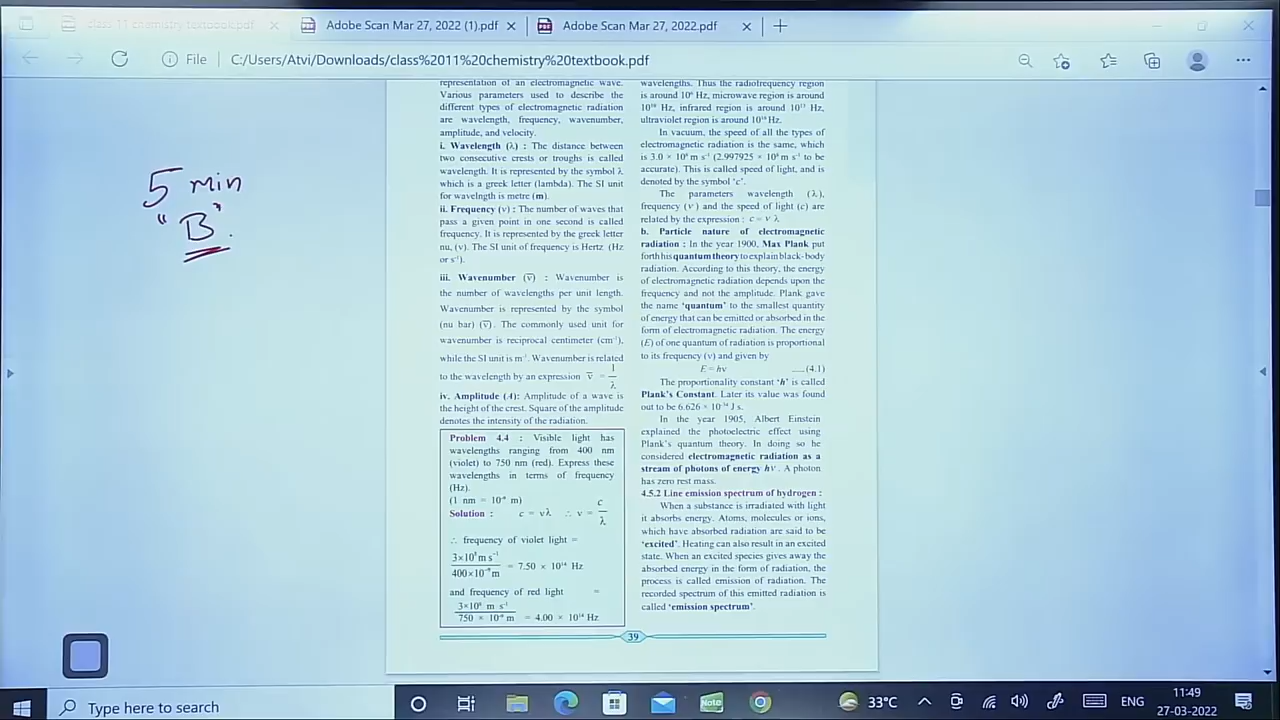 class 11 chemistry textbook.pdf
Adobe Scan Mar 27, 2022 (1).pdf
Adobe Scan Mar 27, 2022.pdf
File
C:/Users/Atvi/Downloads/class%2011%20chemistry%20textbook.pdf
5 min
"B".
representation of an electromagnetic wave.
Various parameters used to describe the
different types of electromagnetic radiation
are wavelength, frequency, wavenumber,
amplitude, and velocity.
i. Wavelength (λ) : The distance between
two consecutive crests or troughs is called
wavelength. It is represented by the symbol λ
which is a greek letter (lambda). The SI unit
for wavelngth is metre (m).
ii. Frequency (ν) : The number of waves that
pass a given point in one second is called
frequency. It is represented by the greek letter
nu, (ν). The SI unit of frequency is Hertz (Hz
or s⁻¹).
iii. Wavenumber (ν̅) : Wavenumber is
the number of wavelengths per unit length.
Wavenumber is represented by the symbol
(nu bar) (ν̅). The commonly used unit for
wavenumber is reciprocal centimeter (cm⁻¹),
while the SI unit is m⁻¹. Wavenumber is related
to the wavelength by an expression ν̅ = 1/λ
iv. Amplitude (A): Amplitude of a wave is
the height of the crest. Square of the amplitude
denotes the intensity of the radiation.
Problem 4.4 : Visible light has
wavelengths ranging from 400 nm
(violet) to 750 nm (red). Express these
wavelengths in terms of frequency
(Hz).
(1 nm = 10⁻⁹ m)
Solution : c = νλ ∴ ν = c/λ
∴ frequency of violet light =
3×10⁸ m s⁻¹ / 400×10⁻⁹ m = 7.50 × 10¹⁴ Hz
and frequency of red light =
3×10⁸ m s⁻¹ / 750 × 10⁻⁹ m = 4.00 × 10¹⁴ Hz
wavelengths. Thus the radiofrequency region
is around 10⁶ Hz, microwave region is around
10¹⁰ Hz, infrared region is around 10¹³ Hz,
ultraviolet region is around 10¹⁶ Hz.
In vacuum, the speed of all the types of
electromagnetic radiation is the same, which
is 3.0 × 10⁸ m s⁻¹ (2.997925 × 10⁸ m s⁻¹ to be
accurate). This is called speed of light, and is
denoted by the symbol 'c'.
The parameters wavelength (λ),
frequency (ν) and the speed of light (c) are
related by the expression : c = ν λ
b. Particle nature of electromagnetic
radiation : In the year 1900, Max Plank put
forth his quantum theory to explain black-body
radiation. According to this theory, the energy
of electromagnetic radiation depends upon the
frequency and not the amplitude. Plank gave
the name 'quantum' to the smallest quantity
of energy that can be emitted or absorbed in the
form of electromagnetic radiation. The energy
(E) of one quantum of radiation is proportional
to its frequency (ν) and given by
E = hν .....(4.1)
The proportionality constant 'h' is called
Plank's Constant. Later its value was found
out to be 6.626 × 10⁻³⁴ J s.
In the year 1905, Albert Einstein
explained the photoelectric effect using
Plank's quantum theory. In doing so he
considered electromagnetic radiation as a
stream of photons of energy hν. A photon
has zero rest mass.
4.5.2 Line emission spectrum of hydrogen :
When a substance is irradiated with light
it absorbs energy. Atoms, molecules or ions,
which have absorbed radiation are said to be
'excited'. Heating can also result in an excited
state. When an excited species gives away the
absorbed energy in the form of radiation, the
process is called emission of radiation. The
recorded spectrum of this emitted radiation is
called 'emission spectrum'.
39
Type here to search
Note
33°C
ENG
11:49
27-03-2022